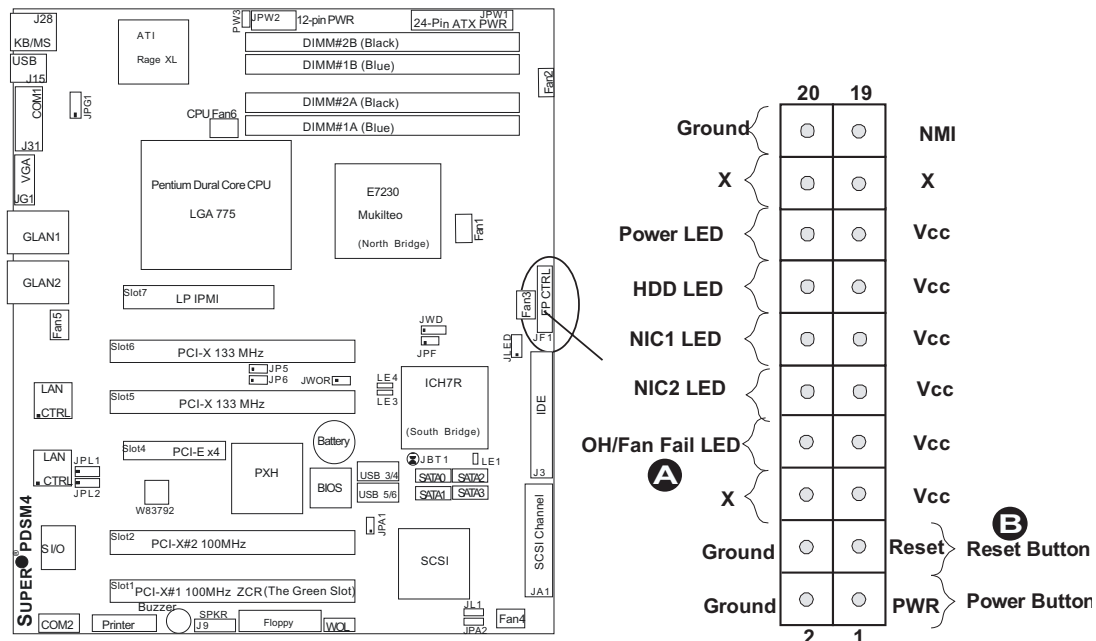 J28
KB/MS
USB
J15
COM1
J31
VGA
JG1
GLAN1
GLAN2
Fan5
LAN
CTRL
LAN
CTRL
JPL1
JPL2
SUPER® PDSM4
SI/O
COM2
Printer
Buzzer
SPKR
J9
Floppy
WOL
JPG1
ATI
Rage XL
PW3
JPW2
12-pin PWR
JPW1
24-Pin ATX PWR
DIMM#2B (Black)
DIMM#1B (Blue)
DIMM#2A (Black)
DIMM#1A (Blue)
Fan2
CPU Fan6
Pentium Dural Core CPU
LGA 775
E7230
Mukilteo
(North Bridge)
Fan1
Slot7
LP IPMI
Fan3
FP CTRL
JF1
JWD
JPF
JLED
Slot6
PCI-X 133 MHz
JP5
JP6
JWOR
LE4
LE3
ICH7R
(South Bridge)
IDE
J3
Slot5
PCI-X 133 MHz
Slot4
PCI-E x4
PXH
Battery
BIOS
JBT1
LE1
USB 3/4
USB 5/6
SATA0
SATA2
SATA1
SATA3
W83792
JPA1
SCSI
SCSI Channel
JA1
Slot2
PCI-X#2 100MHz
Slot1
PCI-X#1 100MHz ZCR (The Green Slot)
JL1
JPA2
Fan4
20 19
Ground NMI
X X
Power LED Vcc
HDD LED Vcc
NIC1 LED Vcc
NIC2 LED Vcc
OH/Fan Fail LED Vcc
A
X Vcc
B
Ground Reset Reset Button
Ground PWR Power Button
2 1